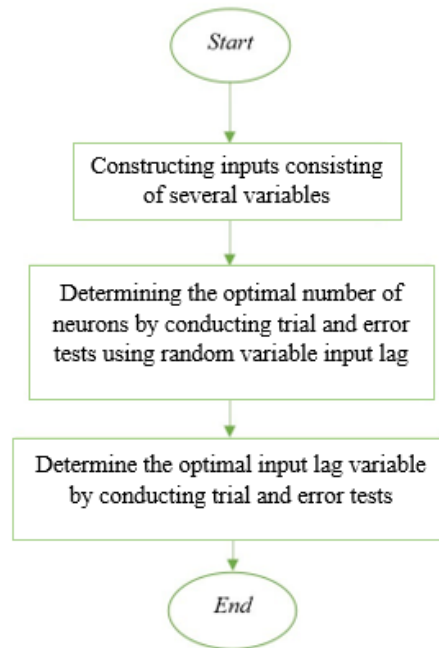 Start
Constructing inputs consisting
of several variables
Determining the optimal number of
neurons by conducting trial and error
tests using random variable input lag
Determine the optimal input lag variable
by conducting trial and error tests
End